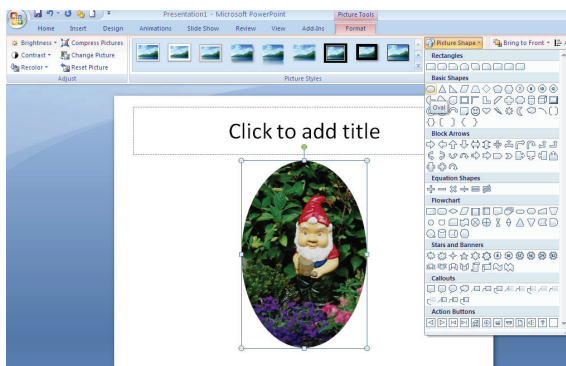 Presentation1 - Microsoft PowerPoint
Picture Tools
Home Insert Design Animations Slide Show Review View Add-Ins Format
Brightness
Compress Pictures
Contrast
Change Picture
Recolor
Reset Picture
Adjust
Picture Styles
Picture Shape
Bring to Front
Rectangles
Basic Shapes
Oval
Block Arrows
Equation Shapes
Flowchart
Stars and Banners
Callouts
Action Buttons
Click to add title